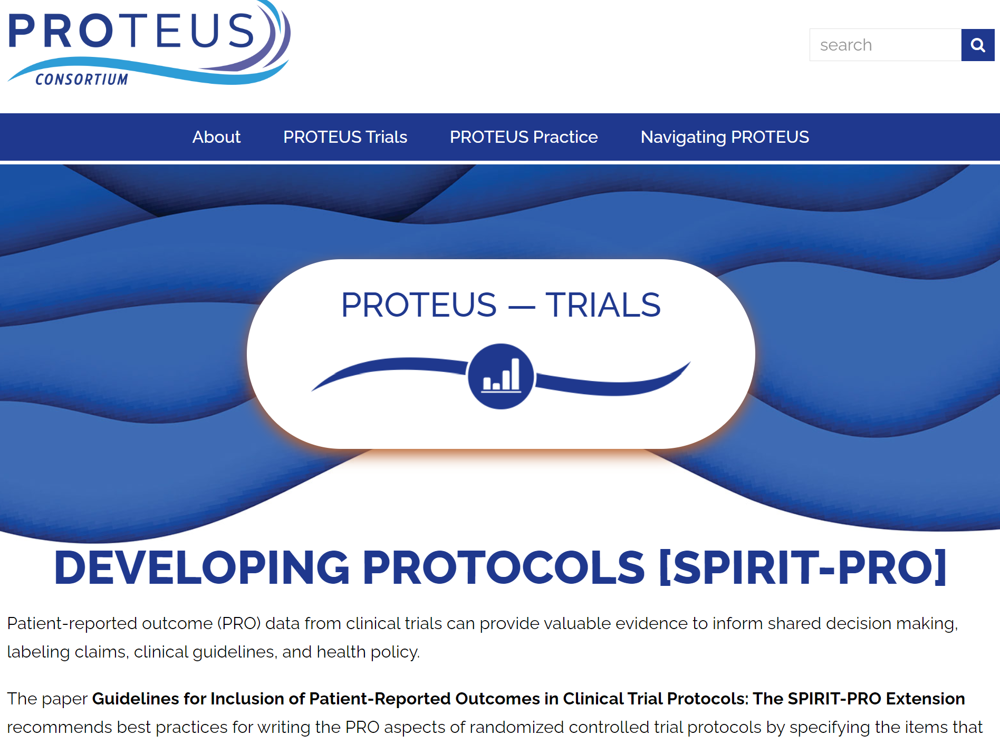 PROTEUS
CONSORTIUM
search
About PROTEUS Trials PROTEUS Practice Navigating PROTEUS
PROTEUS — TRIALS
DEVELOPING PROTOCOLS [SPIRIT-PRO]
Patient-reported outcome (PRO) data from clinical trials can provide valuable evidence to inform shared decision making,
labeling claims, clinical guidelines, and health policy.
The paper Guidelines for Inclusion of Patient-Reported Outcomes in Clinical Trial Protocols: The SPIRIT-PRO Extension
recommends best practices for writing the PRO aspects of randomized controlled trial protocols by specifying the items that